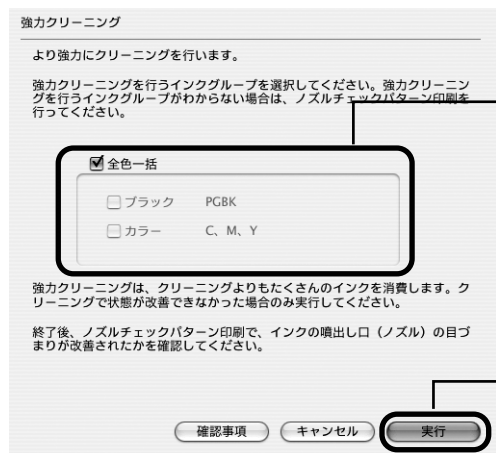 強力クリーニング
より強力にクリーニングを行います。
強力クリーニングを行うインクグループを選択してください。強力クリーニン
グを行うインクグループがわからない場合は、ノズルチェックパターン印刷を
行ってください。
全色一括
ブラック PGBK
カラー C、M、Y
強力クリーニングは、クリーニングよりもたくさんのインクを消費します。ク
リーニングで状態が改善できなかった場合のみ実行してください。
終了後、ノズルチェックパターン印刷で、インクの噴出し口（ノズル）の目づ
まりが改善されたかを確認してください。
確認事項 キャンセル 実行